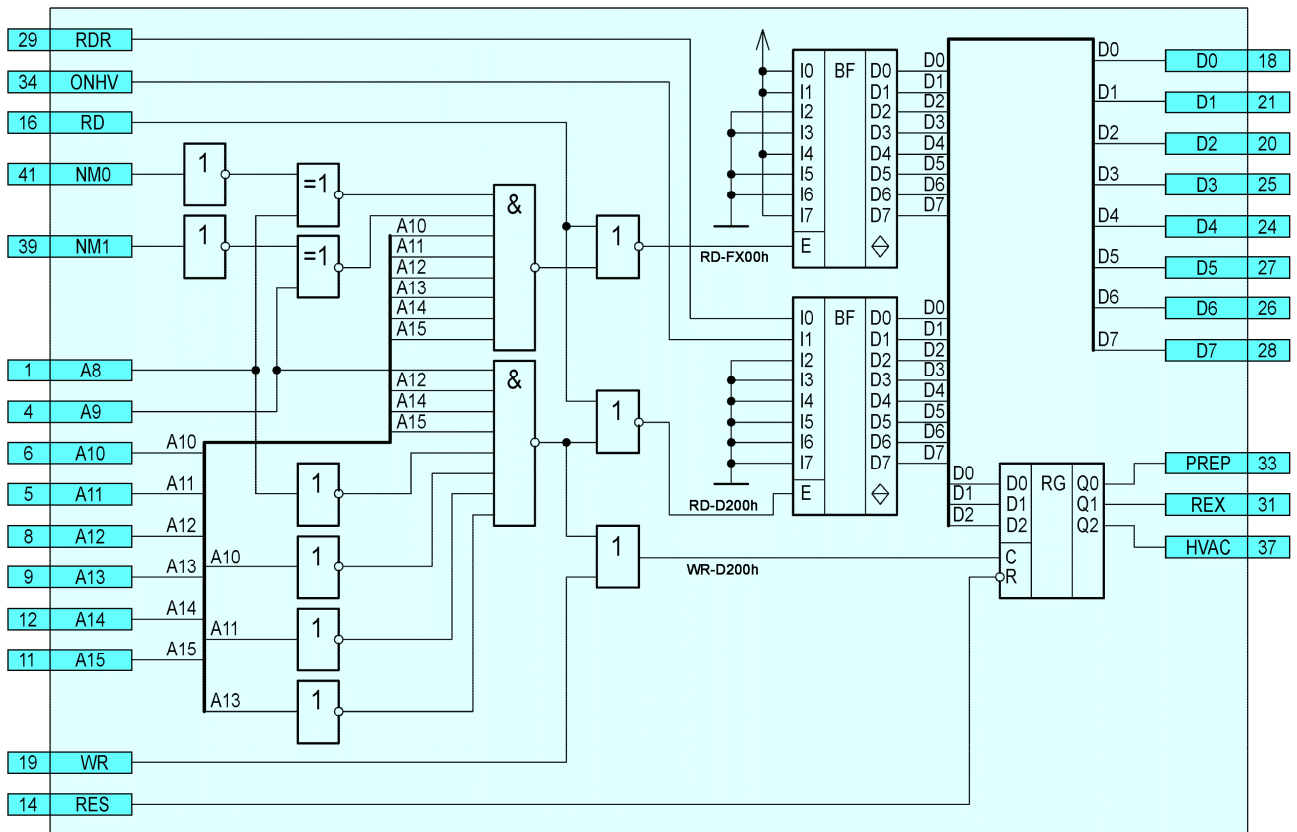 29 RDR
34 ONHV
16 RD
41 NM0
39 NM1
1 A8
4 A9
6 A10
5 A11
8 A12
9 A13
12 A14
11 A15
19 WR
14 RES
1
1
=1
=1
A10
A11
A12
A13
A14
A15
A10
A11
A13
1
1
1
1
&
A10
A11
A12
A13
A14
A15
&
A12
A14
A15
1
1
1
RD-FX00h
RD-D200h
WR-D200h
I0 BF D0
I1 D1
I2 D2
I3 D3
I4 D4
I5 D5
I6 D6
I7 D7
E
D0
D1
D2
D3
D4
D5
D6
D7
I0 BF D0
I1 D1
I2 D2
I3 D3
I4 D4
I5 D5
I6 D6
I7 D7
E
D0
D1
D2
D3
D4
D5
D6
D7
D0
D1
D2
D0 RG Q0
D1 Q1
D2 Q2
C
R
D0
D1
D2
D3
D4
D5
D6
D7
D0 18
D1 21
D2 20
D3 25
D4 24
D5 27
D6 26
D7 28
PREP 33
REX 31
HVAC 37